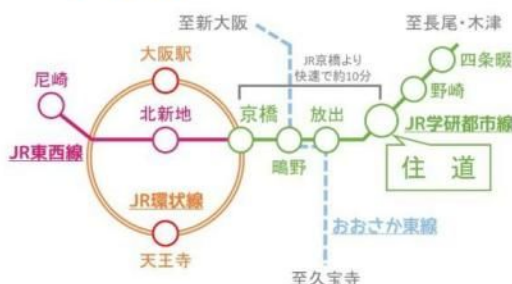 至新大阪
至長尾・木津
大阪駅
JR京橋より
快速で約10分
四条畷
尼崎
野崎
北新地
京橋
放出
JR学研都市線
JR東西線
鴫野
住道
JR環状線
おおさか東線
天王寺
至久宝寺